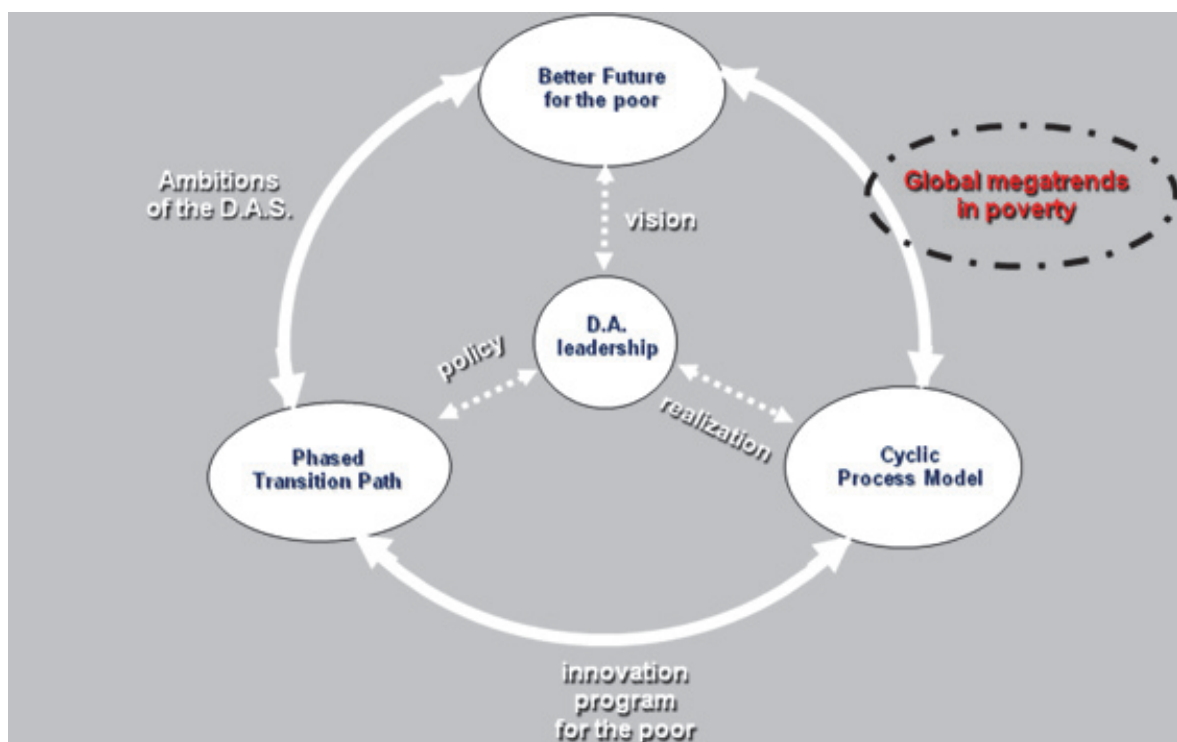 Better Future
for the poor
Ambitions
of the D.A.S.
Global megatrends
in poverty
vision
D.A.
leadership
policy
realization
Phased
Transition Path
Cyclic
Process Model
innovation
program
for the poor